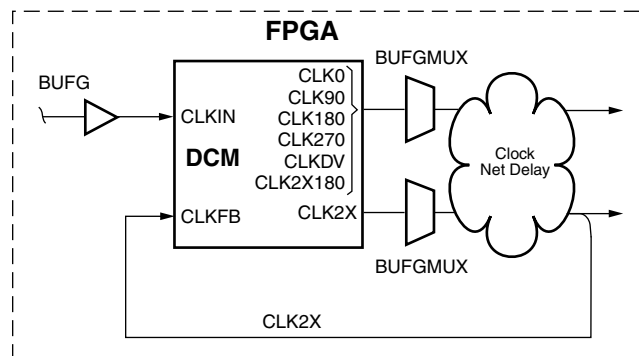 FPGA
BUFG
BUFGMUX
CLK0
CLK90
CLKIN
CLK180
CLK270
DCM
CLKDV
CLK2X180
Clock
Net Delay
CLKFB
CLK2X
BUFGMUX
CLK2X